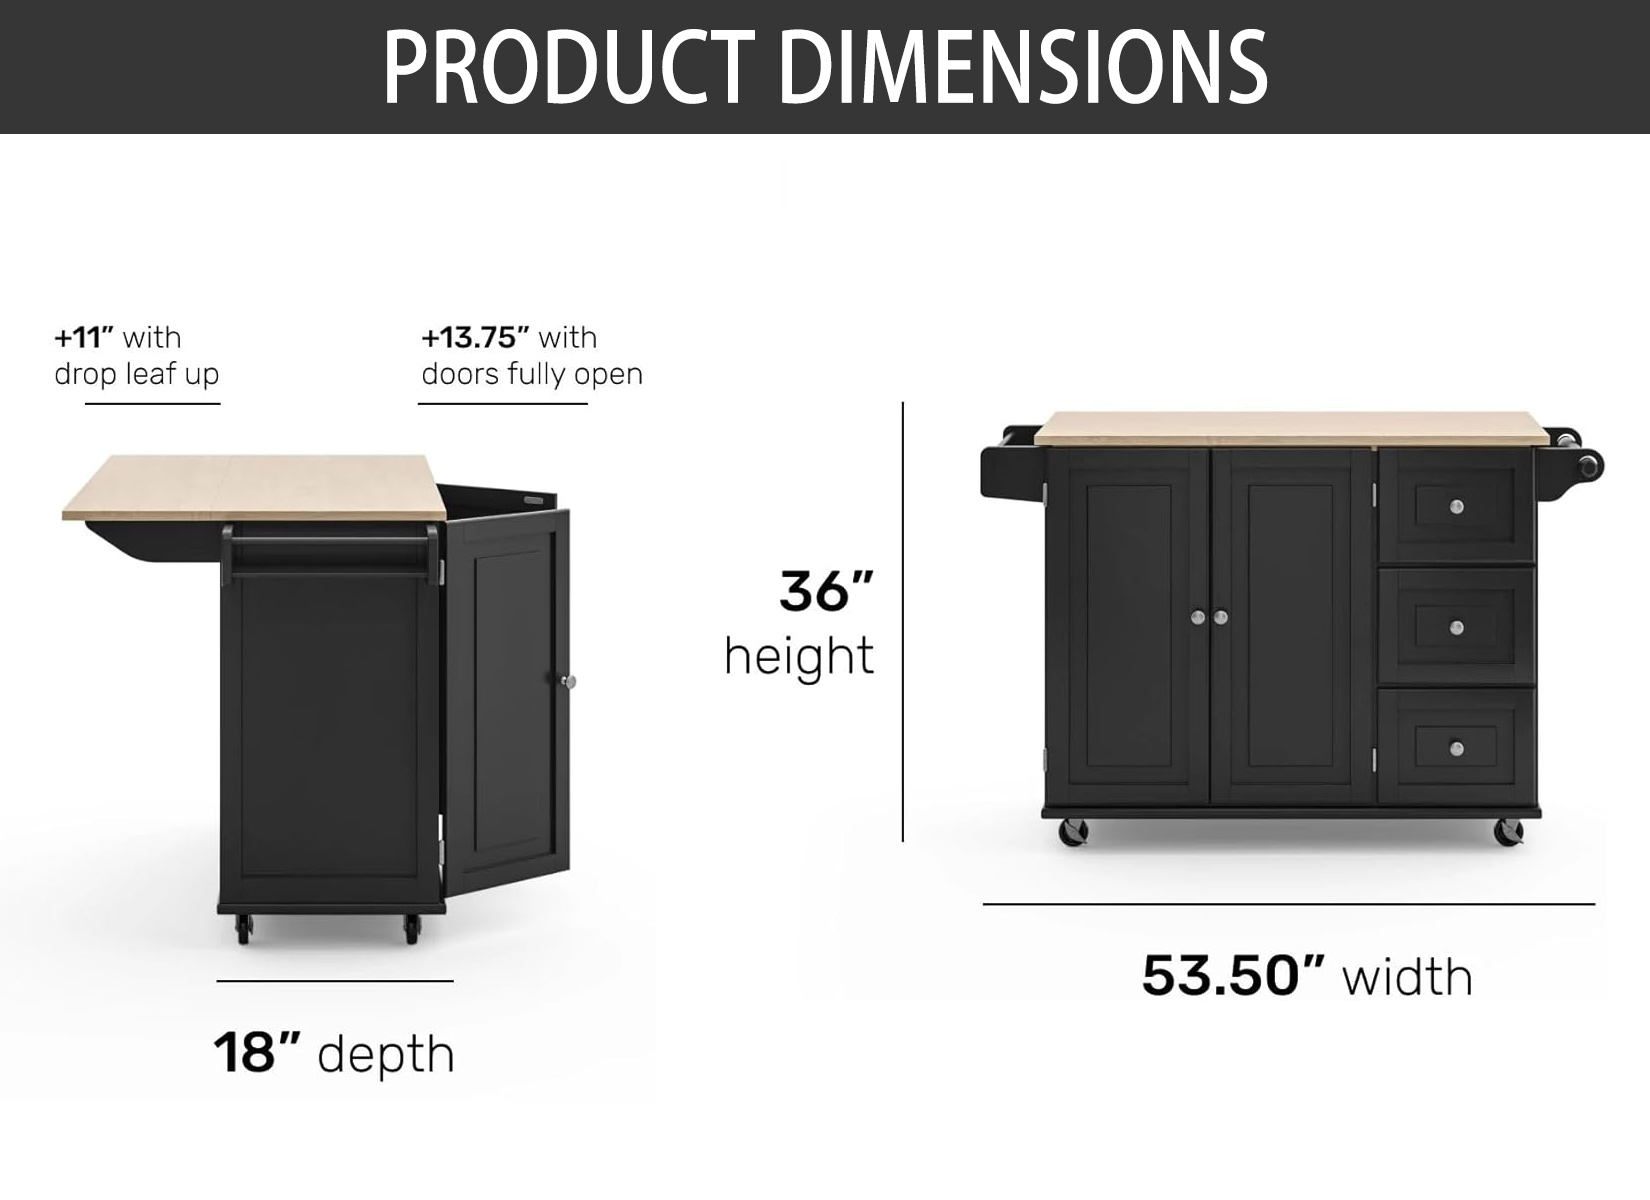 PRODUCT DIMENSIONS
+11” with
drop leaf up
+13.75” with
doors fully open
36”
height
18” depth
53.50” width